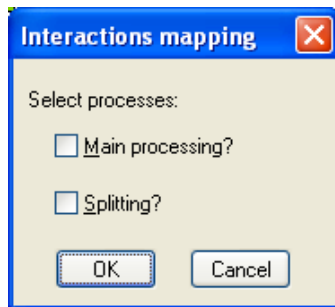 Interactions mapping
Select processes:
Main processing?
Splitting?
OK Cancel